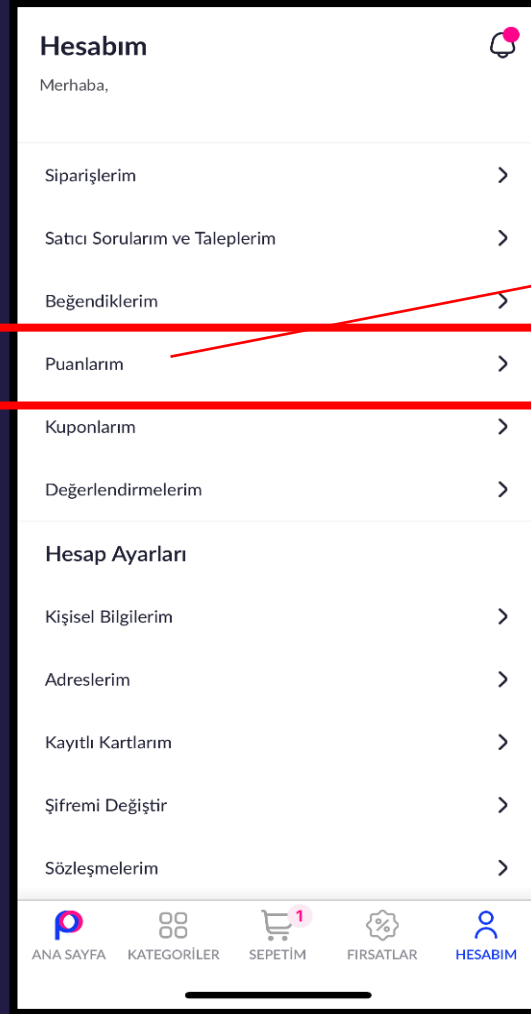 Hesabım
Merhaba,
Siparişlerim
Satıcı Sorularım ve Taleplerim
Beğendiklerim
Puanlarım
Kuponlarım
Değerlendirmelerim
Hesap Ayarları
Kişisel Bilgilerim
Adreslerim
Kayıtlı Kartlarım
Şifremi Değiştir
Sözleşmelerim
1
ANA SAYFA KATEGORİLER SEPETİM FIRSATLAR HESABIM